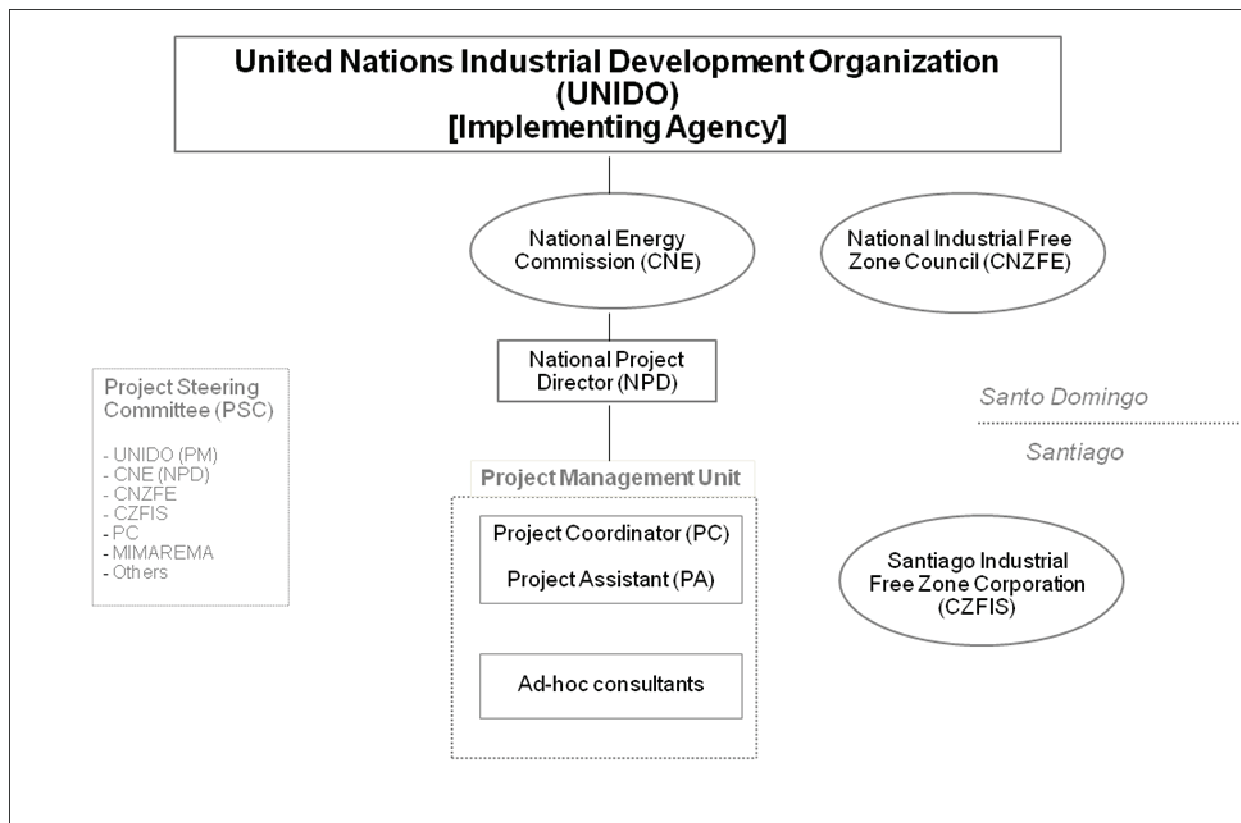 United Nations Industrial Development Organization
(UNIDO)
[Implementing Agency]
National Energy
Commission (CNE)
National Industrial Free
Zone Council (CNZFE)
National Project
Director (NPD)
Project Steering
Committee (PSC)
- UNIDO (PM)
- CNE (NPD)
- CNZFE
- CZFIS
- PC
- MIMAREMA
- Others
Santo Domingo
Santiago
Project Management Unit
Project Coordinator (PC)
Project Assistant (PA)
Ad-hoc consultants
Santiago Industrial
Free Zone Corporation
(CZFIS)